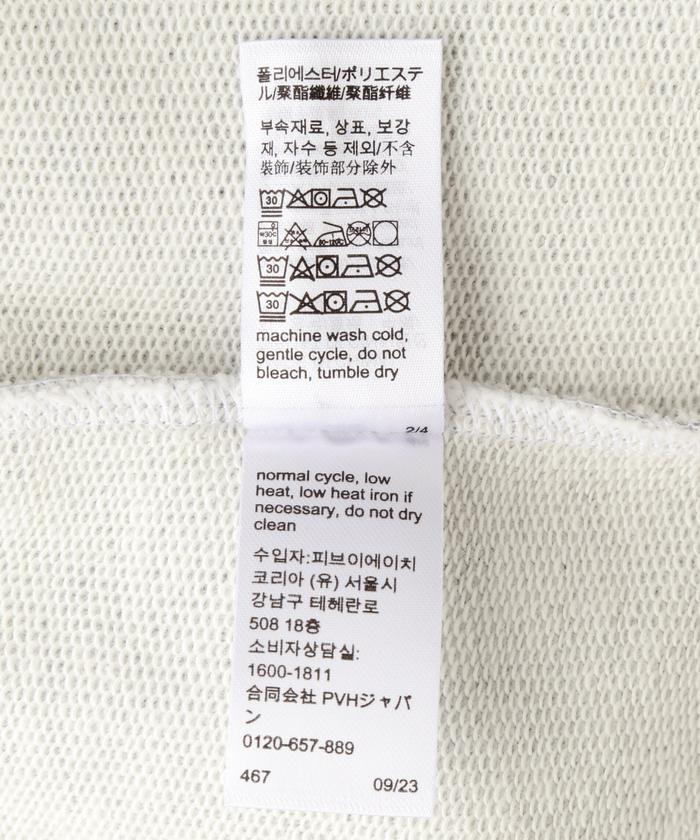 폴리에스터/ポリエステ
ル/聚酯纖維/聚酯纤维
부속재료, 상표, 보강
재, 자수 등 제외/不含
裝飾/装饰部分除外
30
30
30
machine wash cold,
gentle cycle, do not
bleach, tumble dry
2/4
normal cycle, low
heat, low heat iron if
necessary, do not dry
clean
수입자:피브이에이치
코리아 (유) 서울시
강남구 테헤란로
508 18층
소비자상담실:
1600-1811
合同会社 PVHジャパ
ン
0120-657-889
467 09/23